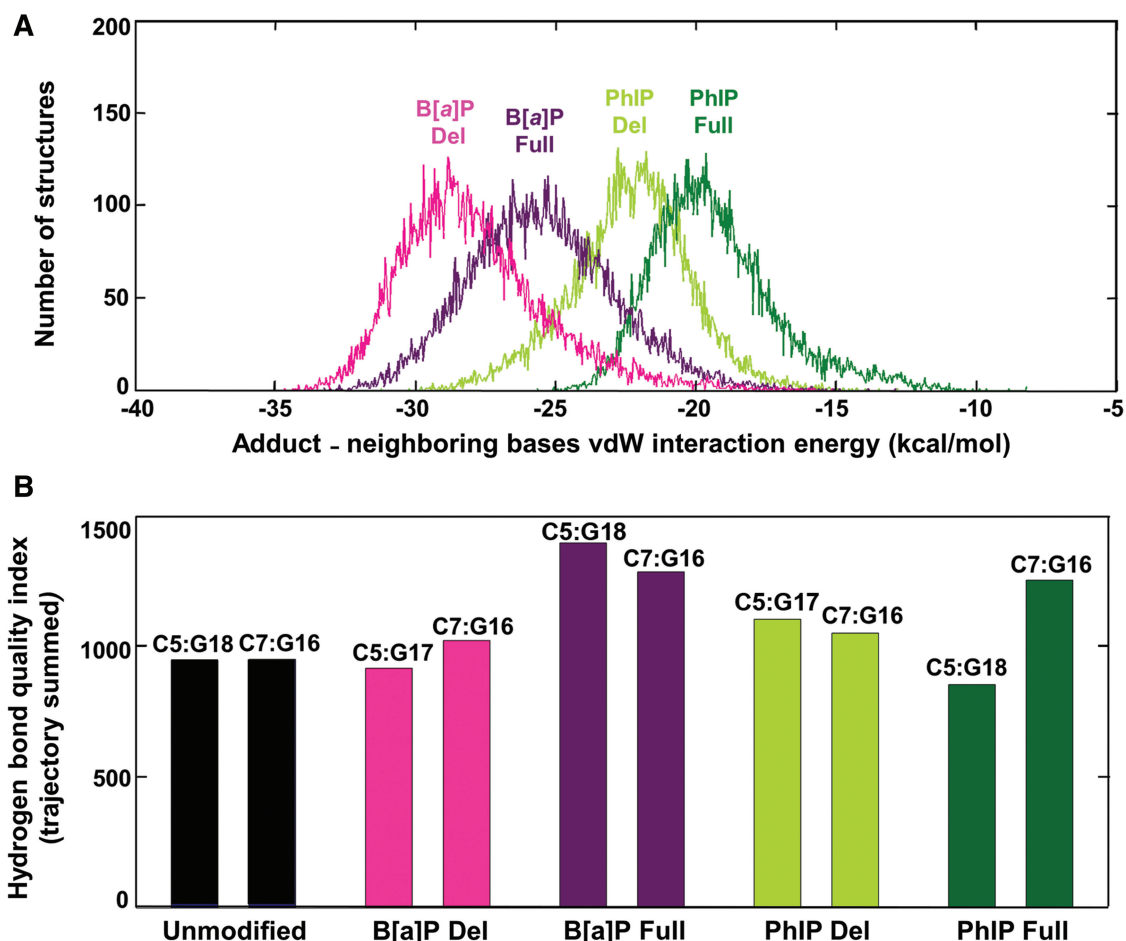 A
200
150
100
50
0
Number of structures
B[a]P
Del
B[a]P
Full
PhIP
Del
PhIP
Full
-40 -35 -30 -25 -20 -15 -10 -5
Adduct - neighboring bases vdW interaction energy (kcal/mol)
B
Hydrogen bond quality index
(trajectory summed)
1500
1000
500
0
C5:G18 C7:G16
C5:G17 C7:G16
C5:G18 C7:G16
C5:G17 C7:G16
C5:G18 C7:G16
Unmodified B[a]P Del B[a]P Full PhIP Del PhIP Full